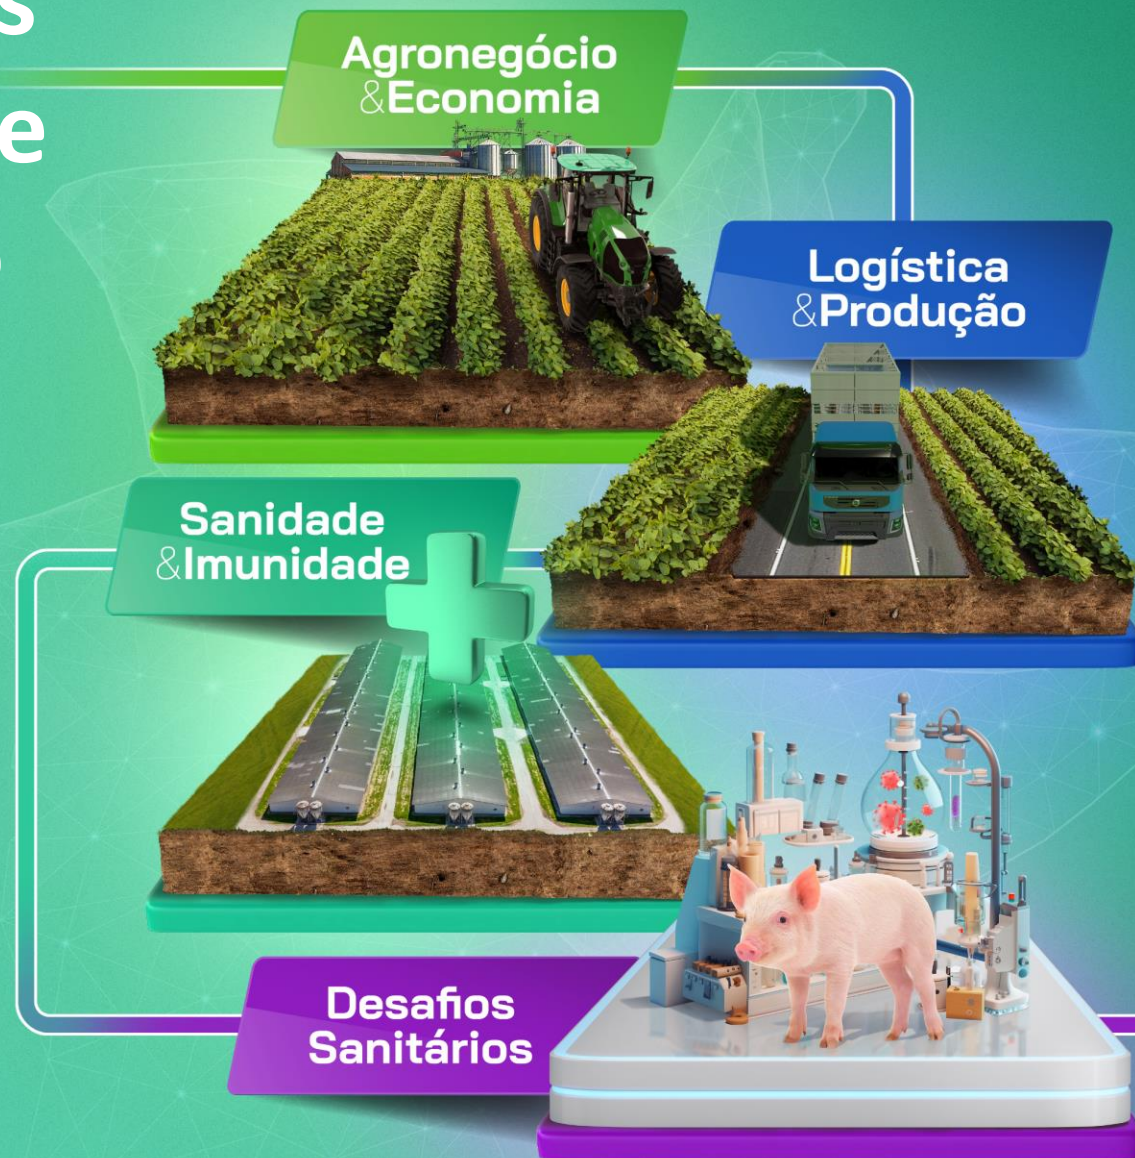 s
e
Agronegócio
&Economia
Logística
&Produção
Sanidade
&Imunidade
Desafios
Sanitários